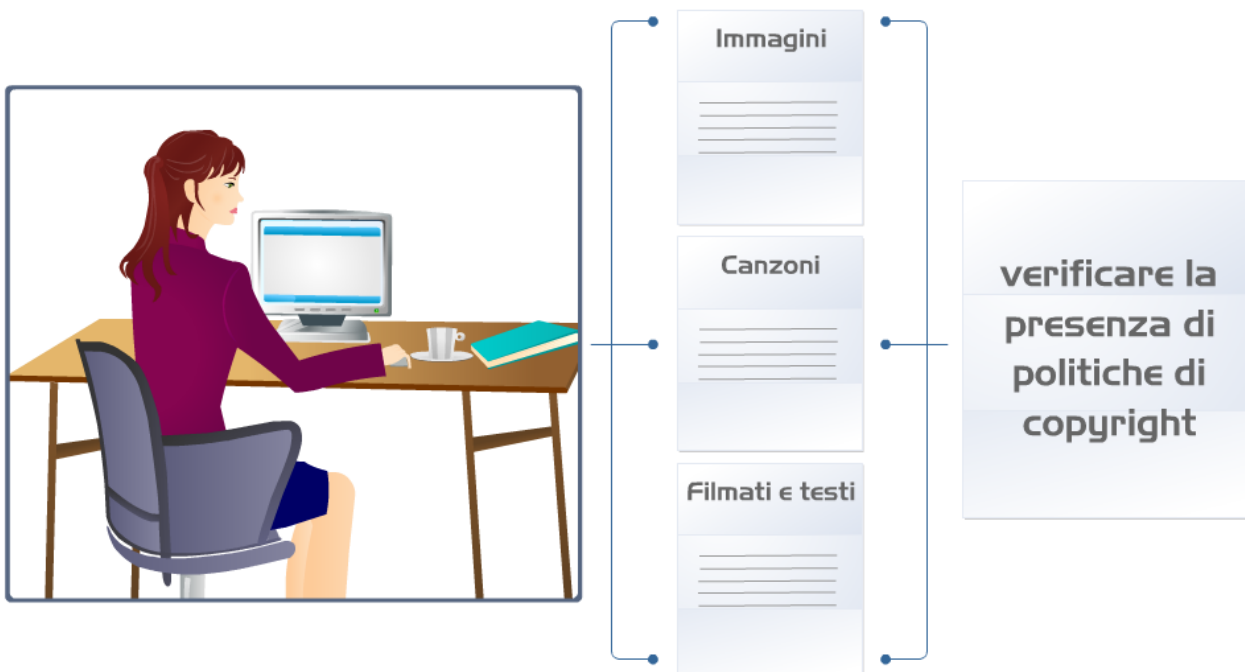 Immagini
Canzoni
Filmati e testi
verificare la
presenza di
politiche di
copyright